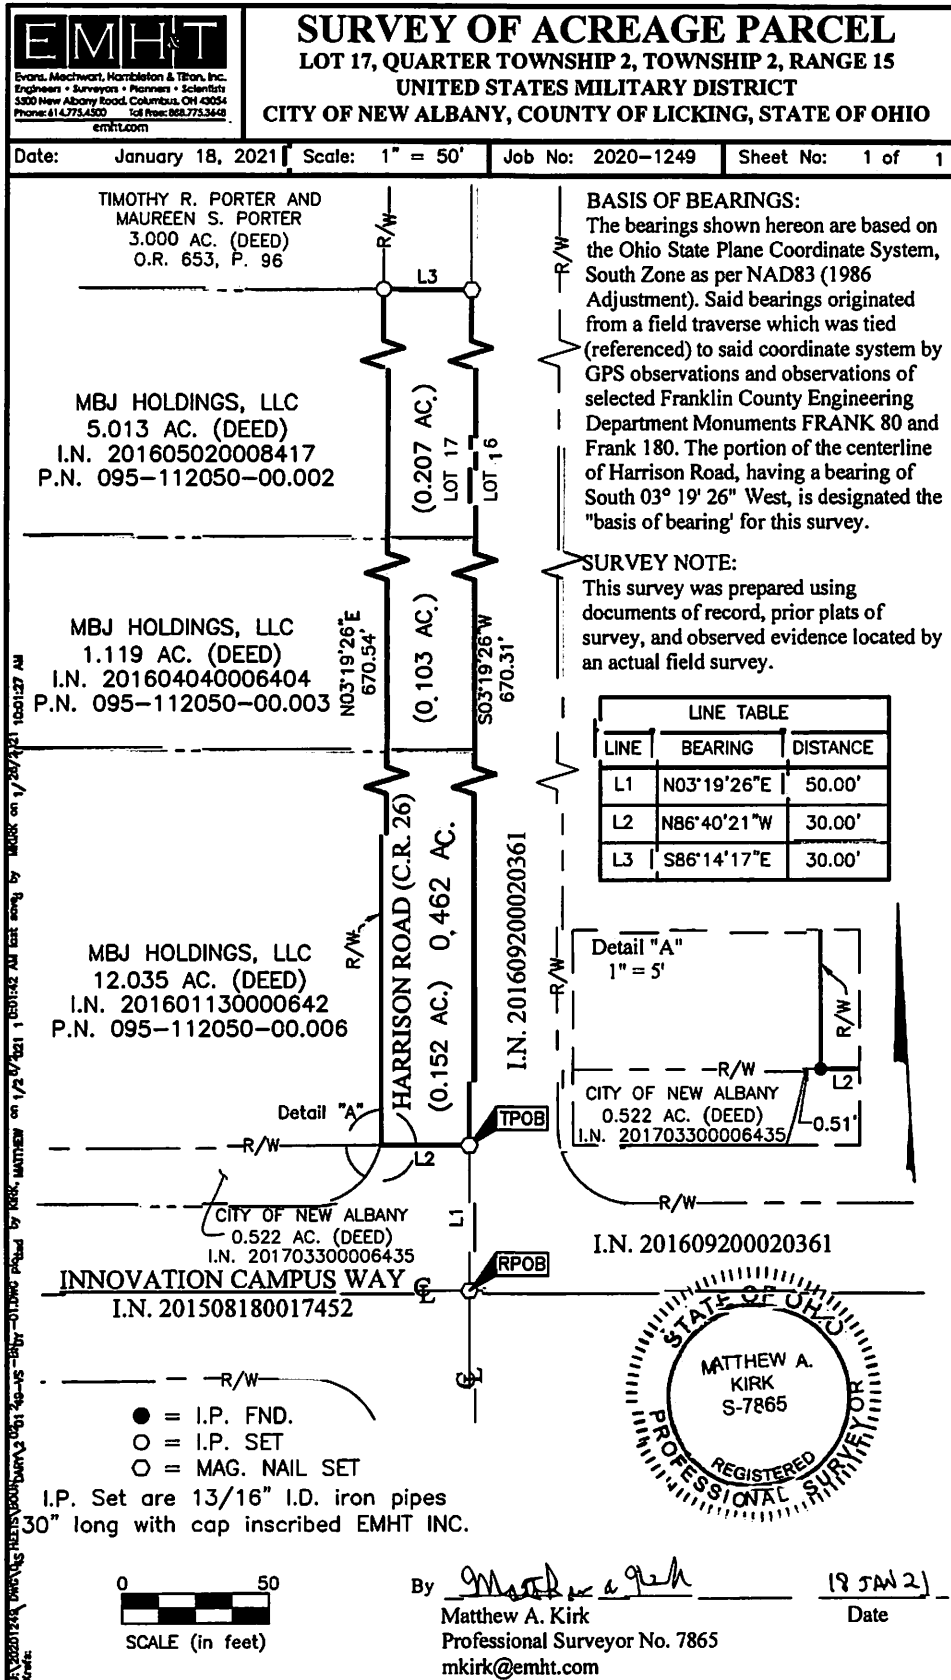 EMH&T
Evans, Mechwart, Hambleton & Tilton, Inc.
Engineers • Surveyors • Planners • Scientists
5500 New Albany Road, Columbus, OH 43054
Phone: 614.775.4500 Toll Free: 888.775.3648
emht.com
SURVEY OF ACREAGE PARCEL
LOT 17, QUARTER TOWNSHIP 2, TOWNSHIP 2, RANGE 15
UNITED STATES MILITARY DISTRICT
CITY OF NEW ALBANY, COUNTY OF LICKING, STATE OF OHIO
Date: January 18, 2021
Scale: 1" = 50'
Job No: 2020-1249
Sheet No: 1 of 1
TIMOTHY R. PORTER AND
MAUREEN S. PORTER
3.000 AC. (DEED)
O.R. 653, P. 96
R/W
L3
R/W
BASIS OF BEARINGS:
The bearings shown hereon are based on
the Ohio State Plane Coordinate System,
South Zone as per NAD83 (1986
Adjustment). Said bearings originated
from a field traverse which was tied
(referenced) to said coordinate system by
GPS observations and observations of
selected Franklin County Engineering
Department Monuments FRANK 80 and
Frank 180. The portion of the centerline
of Harrison Road, having a bearing of
South 03° 19' 26" West, is designated the
"basis of bearing' for this survey.
SURVEY NOTE:
This survey was prepared using
documents of record, prior plats of
survey, and observed evidence located by
an actual field survey.
MBJ HOLDINGS, LLC
5.013 AC. (DEED)
I.N. 201605020008417
P.N. 095-112050-00.002
(0.207 AC.)
LOT 17
LOT 16
MBJ HOLDINGS, LLC
1.119 AC. (DEED)
I.N. 201604040006404
P.N. 095-112050-00.003
N03°19'26"E
670.54'
(0.103 AC.)
S03°19'26"W
670.31'
LINE TABLE
LINE BEARING DISTANCE
L1 N03°19'26"E 50.00'
L2 N86°40'21"W 30.00'
L3 S86°14'17"E 30.00'
MBJ HOLDINGS, LLC
12.035 AC. (DEED)
I.N. 201601130000642
P.N. 095-112050-00.006
R/W
HARRISON ROAD (C.R. 26)
(0.152 AC.) 0.462 AC.
I.N. 201609200020361
R/W
Detail "A"
1" = 5'
R/W
R/W
L2
CITY OF NEW ALBANY
0.522 AC. (DEED)
I.N. 201703300006435
0.51'
Detail "A"
TPOB
R/W
L2
L1
R/W
CITY OF NEW ALBANY
0.522 AC. (DEED)
I.N. 201703300006435
I.N. 201609200020361
RPOB
INNOVATION CAMPUS WAY
I.N. 201508180017452
CL
CL
R/W
STATE OF OHIO
MATTHEW A.
KIRK
S-7865
REGISTERED
PROFESSIONAL SURVEYOR
● = I.P. FND.
○ = I.P. SET
⬡ = MAG. NAIL SET
I.P. Set are 13/16" I.D. iron pipes
30" long with cap inscribed EMHT INC.
0 50
SCALE (in feet)
By Matthew A Kirk
18 JAN 21
Matthew A. Kirk
Date
Professional Surveyor No. 7865
mkirk@emht.com